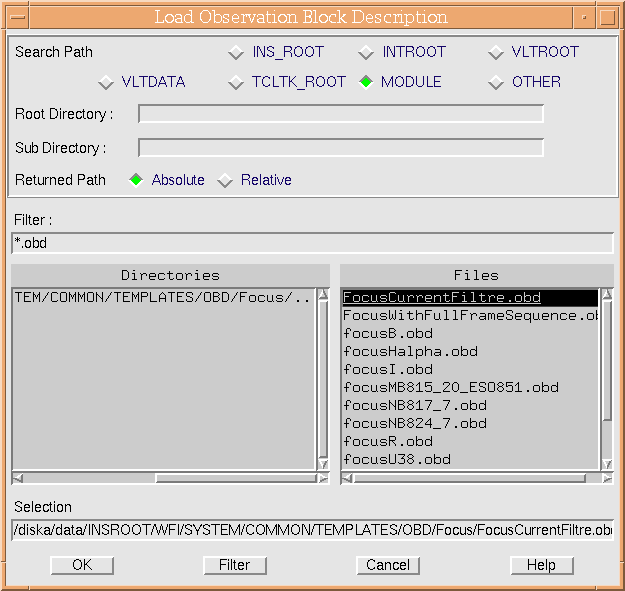 Load Observation Block Description
Search Path INS_ROOT INTROOT VLTROOT
VLTDATA TCLTK_ROOT MODULE OTHER
Root Directory :
Sub Directory :
Returned Path Absolute Relative
Filter :
*.obd
Directories
TEM/COMMON/TEMPLATES/OBD/Focus/..
Files
FocusCurrentFiltre.obd
FocusWithFullFrameSequence.ob
focusB.obd
focusHalpha.obd
focusI.obd
focusMB815_20_ESO851.obd
focusNB817_7.obd
focusNB824_7.obd
focusR.obd
focusU38.obd
Selection
/diska/data/INSROOT/WFI/SYSTEM/COMMON/TEMPLATES/OBD/Focus/FocusCurrentFiltre.obd
OK Filter Cancel Help